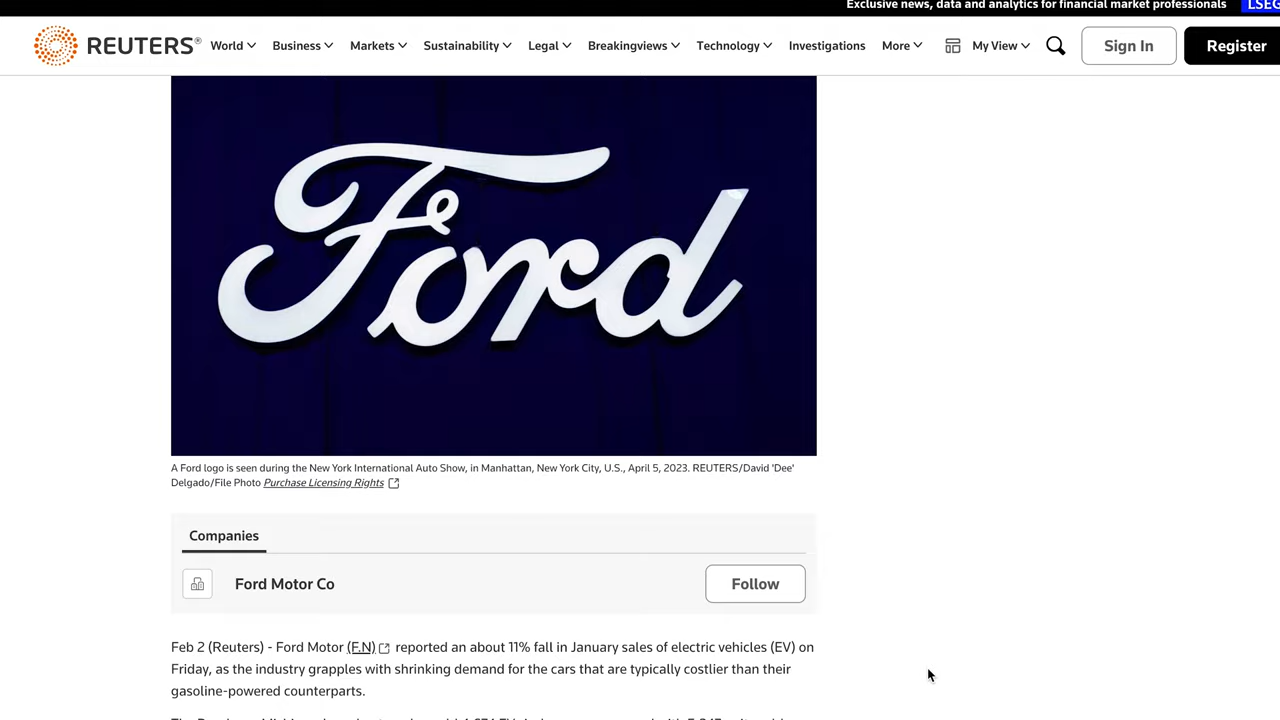 Exclusive news, data and analytics for financial market professionals
REUTERS® World Business Markets Sustainability Legal Breakingviews Technology Investigations More My View Sign In Register
Ford
A Ford logo is seen during the New York International Auto Show, in Manhattan, New York City, U.S., April 5, 2023. REUTERS/David 'Dee'
Delgado/File Photo Purchase Licensing Rights
Companies
Ford Motor Co Follow
Feb 2 (Reuters) - Ford Motor (F.N) reported an about 11% fall in January sales of electric vehicles (EV) on
Friday, as the industry grapples with shrinking demand for the cars that are typically costlier than their
gasoline-powered counterparts.